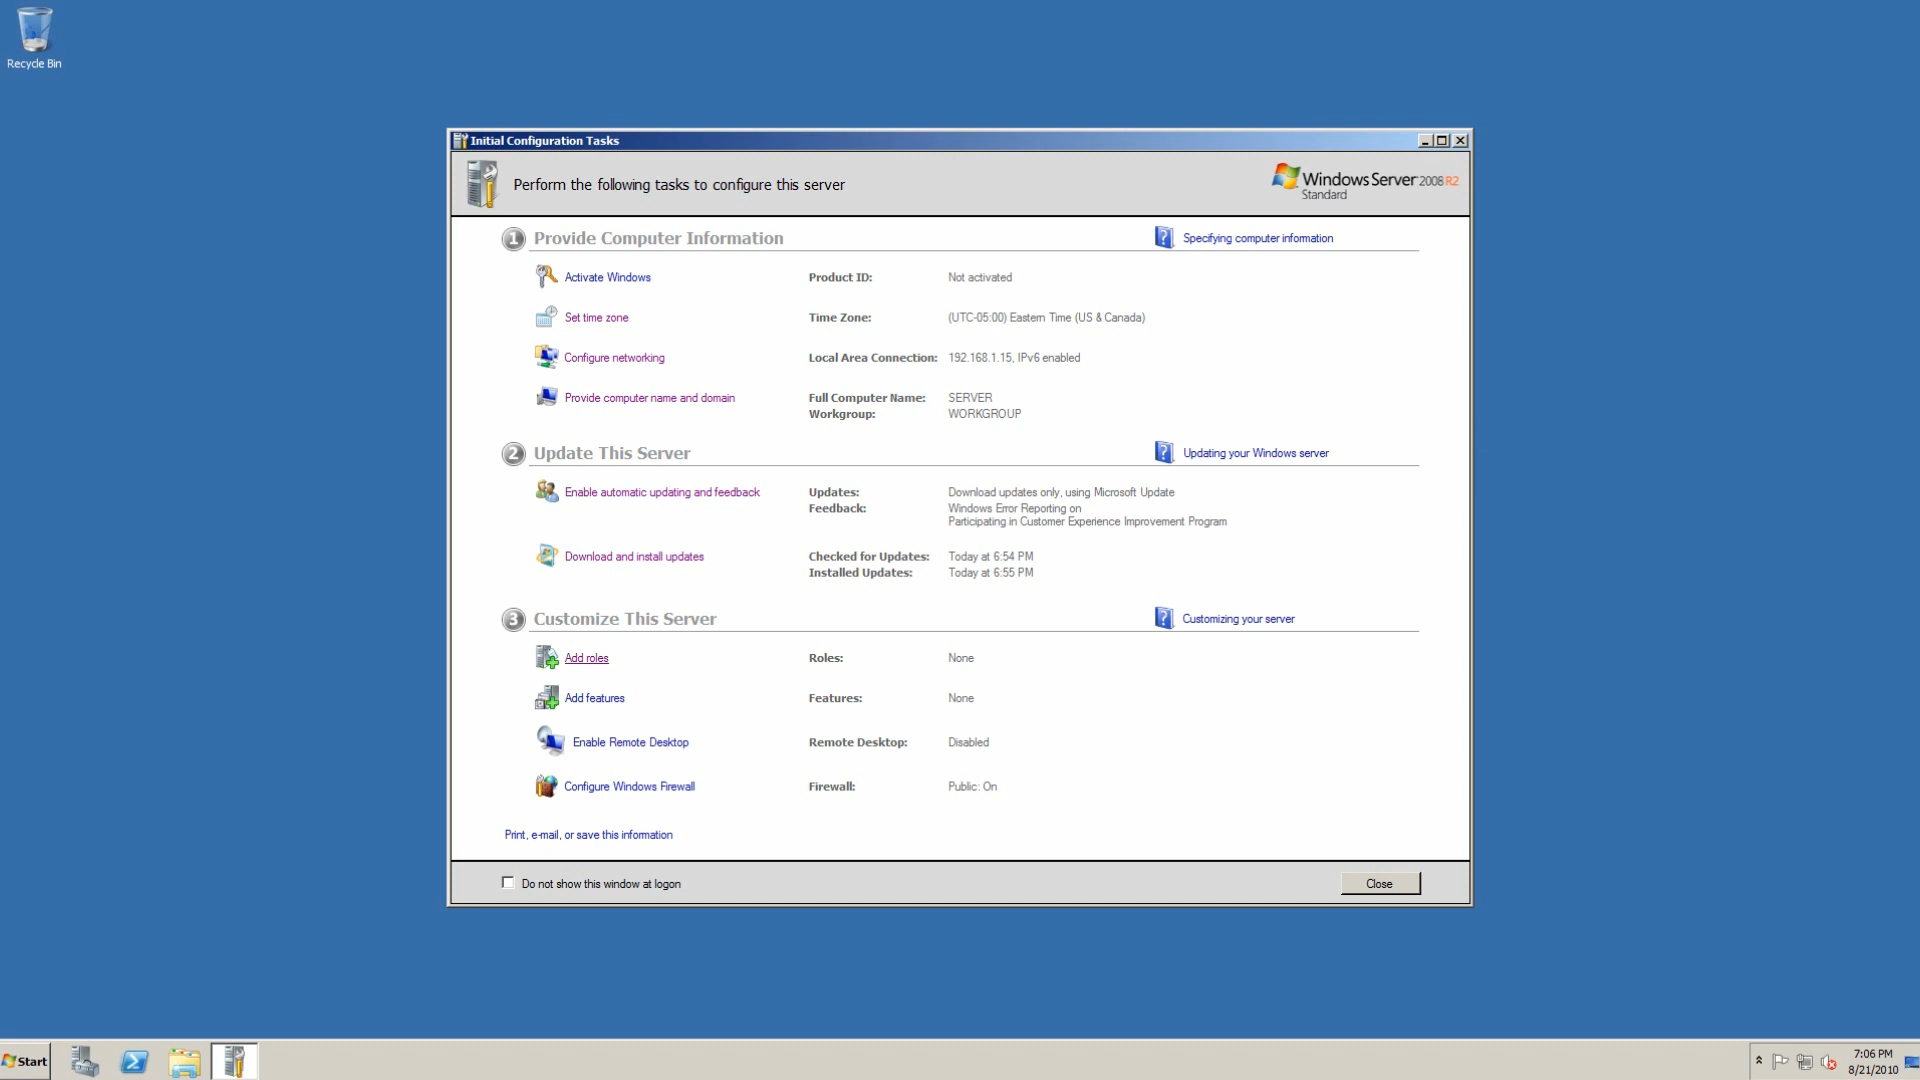 Recycle Bin
Initial Configuration Tasks
Perform the following tasks to configure this server
Windows Server 2008 R2
Standard
1 Provide Computer Information
Specifying computer information
Activate Windows Product ID: Not activated
Set time zone Time Zone: (UTC-05:00) Eastern Time (US & Canada)
Configure networking Local Area Connection: 192.168.1.15, IPv6 enabled
Provide computer name and domain Full Computer Name: SERVER
Workgroup: WORKGROUP
2 Update This Server
Updating your Windows server
Enable automatic updating and feedback Updates: Download updates only, using Microsoft Update
Feedback: Windows Error Reporting on
Participating in Customer Experience Improvement Program
Download and install updates Checked for Updates: Today at 6:54 PM
Installed Updates: Today at 6:55 PM
3 Customize This Server
Customizing your server
Add roles Roles: None
Add features Features: None
Enable Remote Desktop Remote Desktop: Disabled
Configure Windows Firewall Firewall: Public: On
Print, e-mail, or save this information
Do not show this window at logon
Close
Start
7:06 PM
8/21/2010